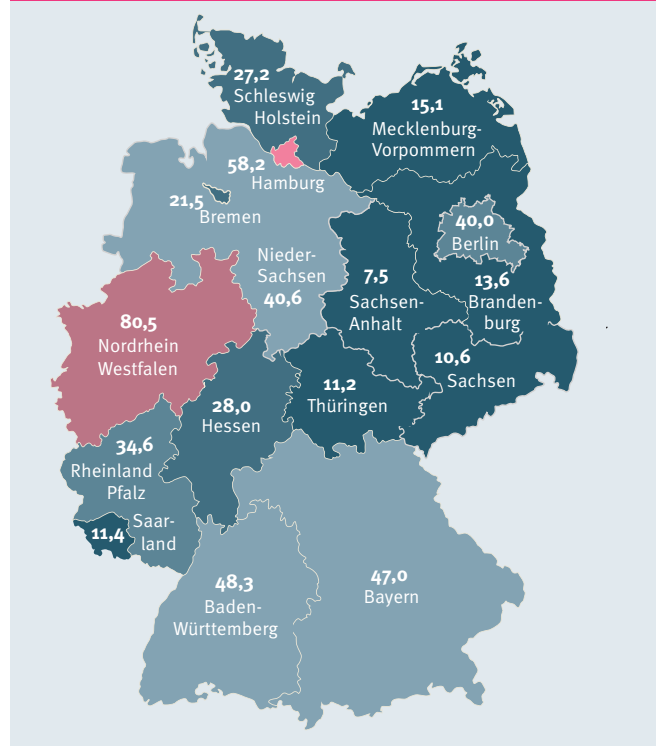 27,2
Schleswig
Holstein
15,1
Mecklenburg-
Vorpommern
58,2
Hamburg
21,5
Bremen
40,0
Berlin
Nieder-
Sachsen
40,6
7,5
Sachsen-
Anhalt
13,6
Branden-
burg
80,5
Nordrhein
Westfalen
10,6
Sachsen
11,2
Thüringen
28,0
Hessen
34,6
Rheinland
Pfalz
Saar-
land
11,4
48,3
Baden-
Württemberg
47,0
Bayern